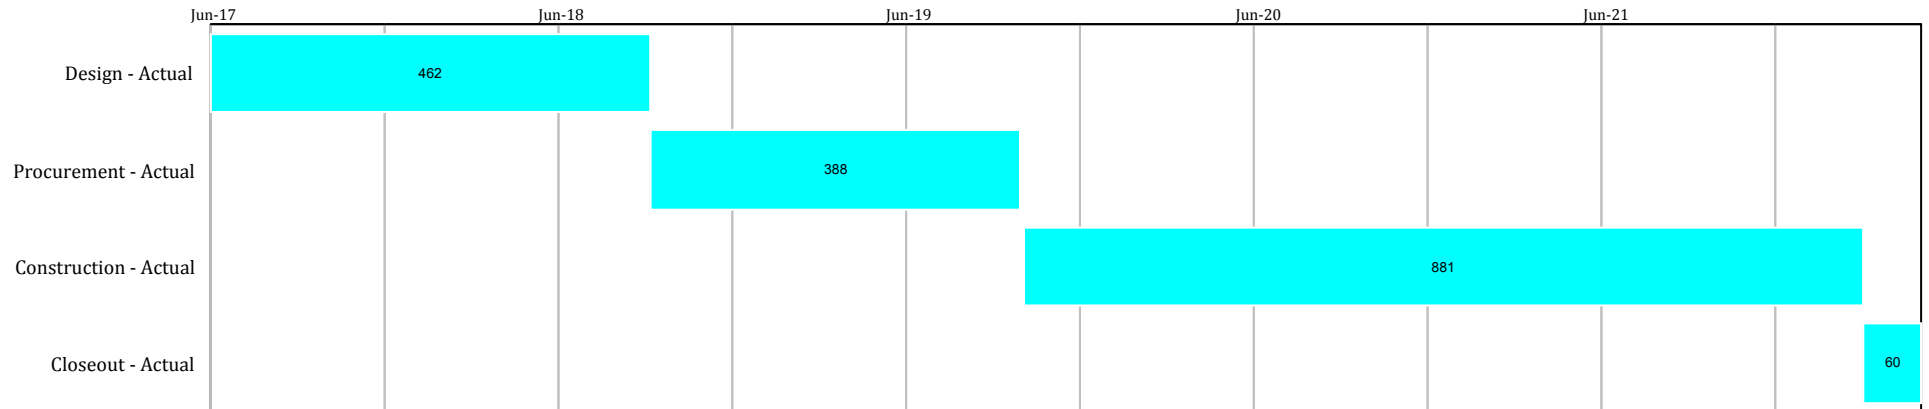 Jun-17 Jun-18 Jun-19 Jun-20 Jun-21
Design - Actual 462
Procurement - Actual 388
Construction - Actual 881
Closeout - Actual 60